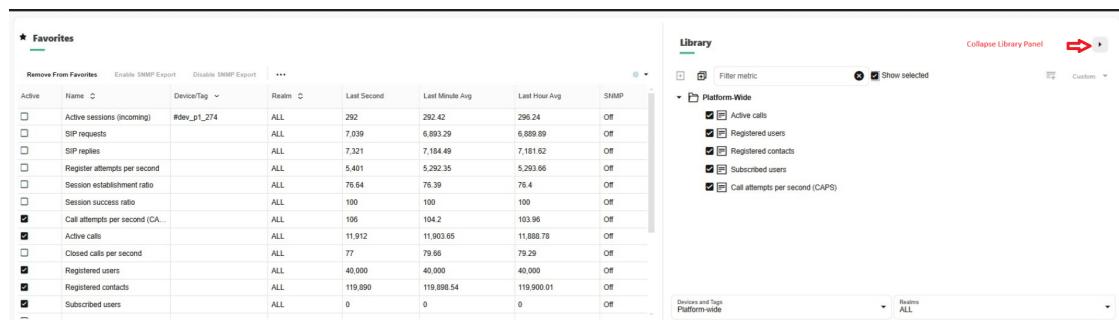 ★ Favorites
Remove From Favorites Enable SNMP Export Disable SNMP Export •••
Active Name Device/Tag Realm Last Second Last Minute Avg Last Hour Avg SNMP
Active sessions (incoming) #dev_p1_274 ALL 292 292.42 296.24 Off
SIP requests ALL 7,039 6,893.29 6,889.89 Off
SIP replies ALL 7,321 7,184.49 7,181.62 Off
Register attempts per second ALL 5,401 5,292.35 5,293.66 Off
Session establishment ratio ALL 76.64 76.39 76.4 Off
Session success ratio ALL 100 100 100 Off
Call attempts per second (CA... ALL 106 104.2 103.96 Off
Active calls ALL 11,912 11,903.65 11,888.78 Off
Closed calls per second ALL 77 79.66 79.29 Off
Registered users ALL 40,000 40,000 40,000 Off
Registered contacts ALL 119,890 119,898.54 119,900.01 Off
Subscribed users ALL 0 0 0 Off
Library
Collapse Library Panel
Filter metric Show selected Custom
Platform-Wide
Active calls
Registered users
Registered contacts
Subscribed users
Call attempts per second (CAPS)
Devices and Tags
Platform-wide
Realms
ALL